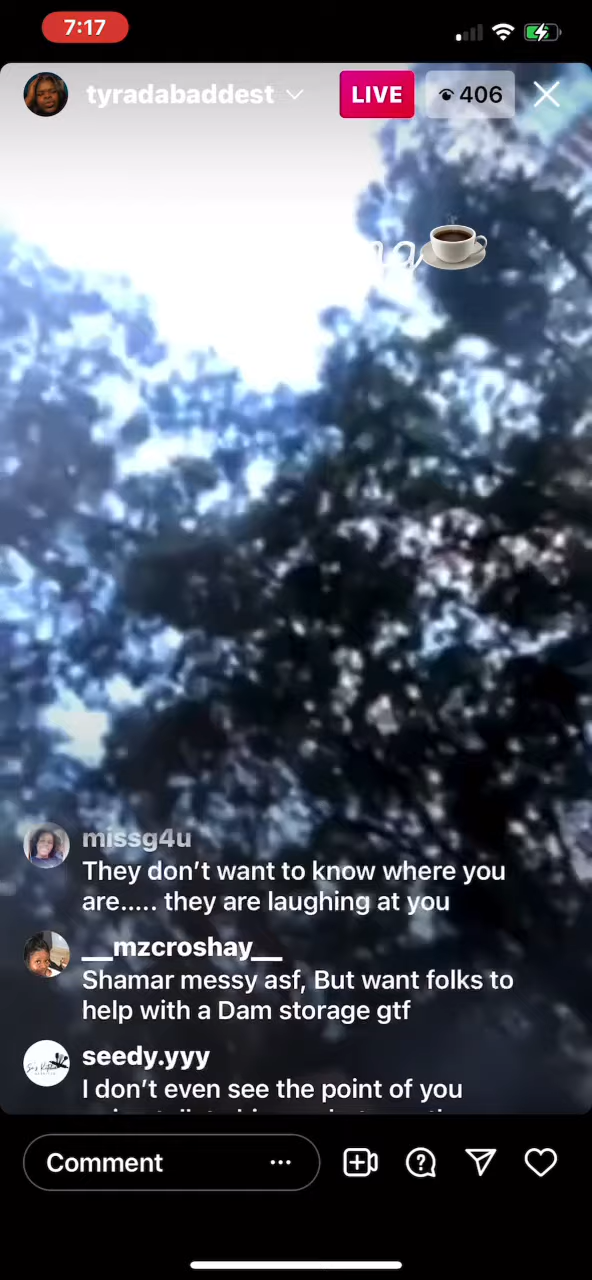 7:17
tyradabaddest
LIVE
406
missg4u
They don't want to know where you
are..... they are laughing at you
__mzcroshay__
Shamar messy asf, But want folks to
help with a Dam storage gtf
seedy.yyy
I don't even see the point of you
Comment